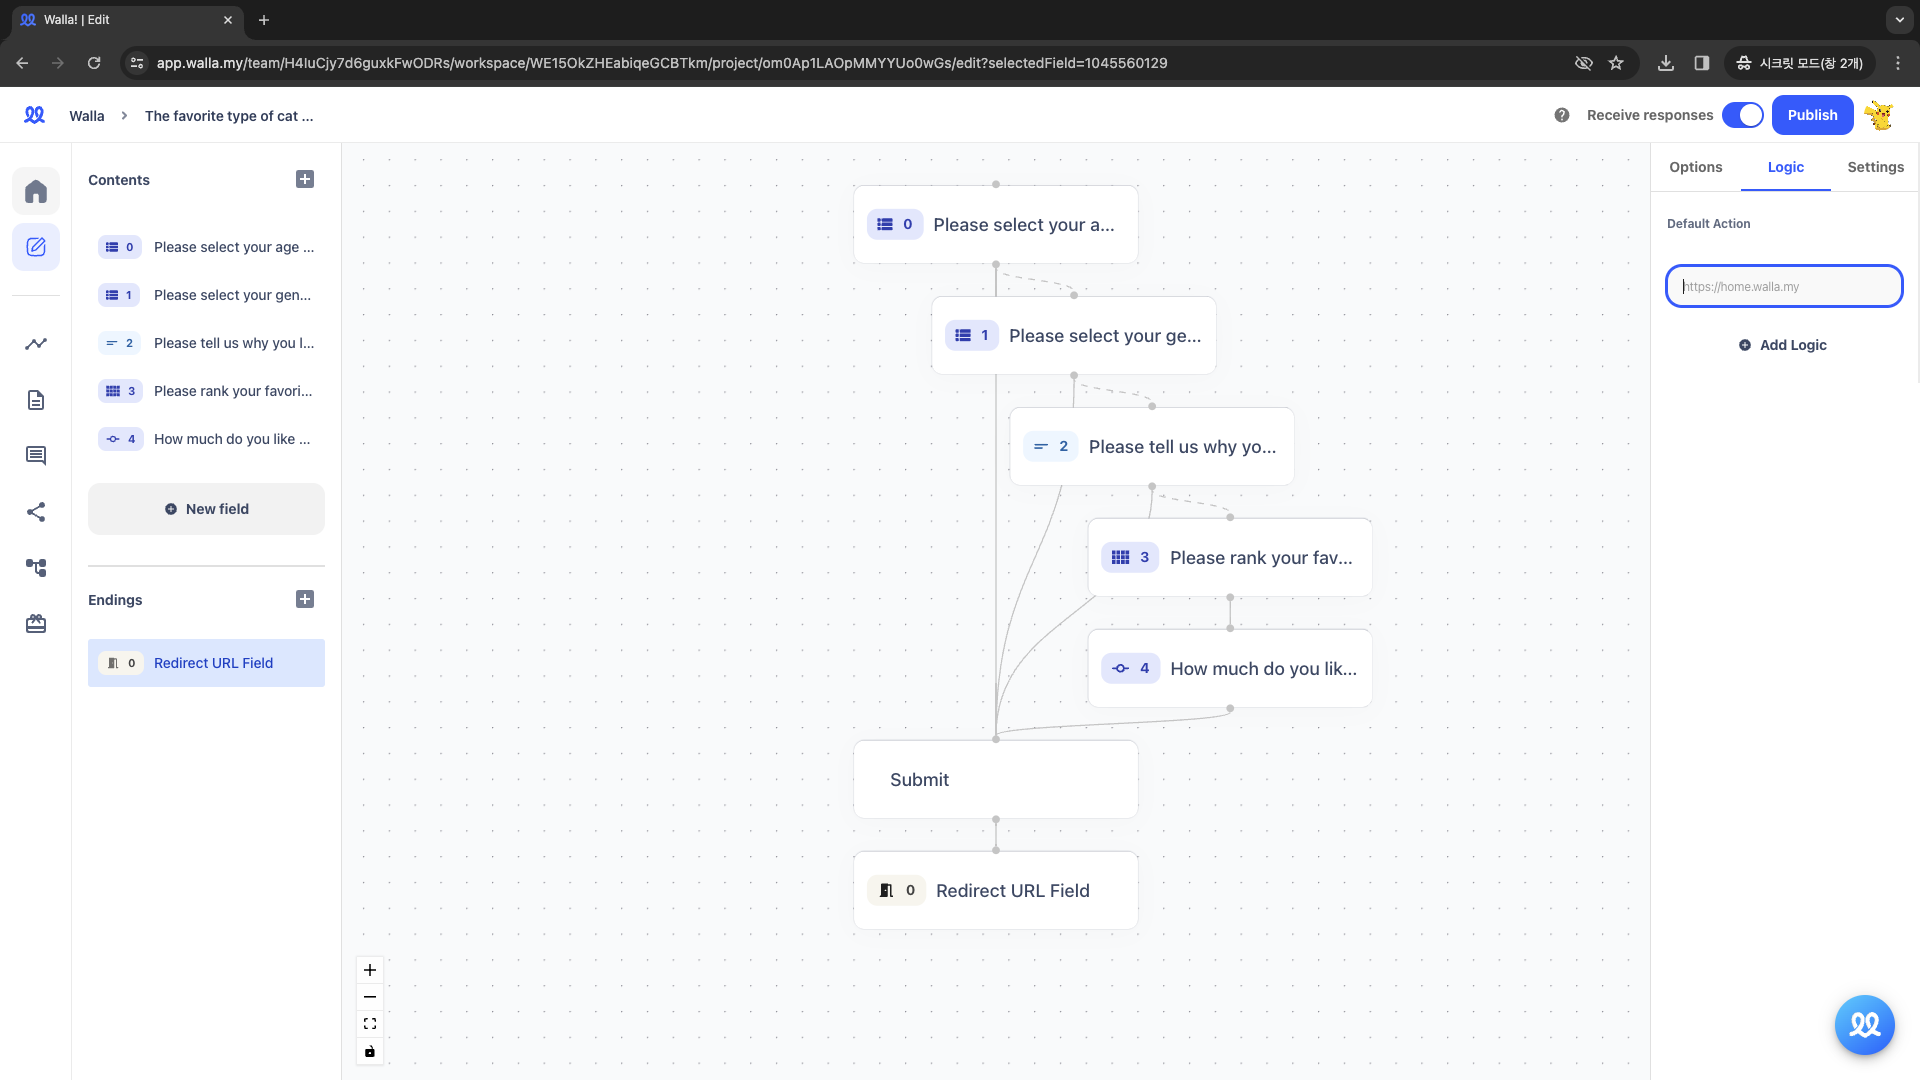 Walla! | Edit
app.walla.my/team/H4IuCjy7d6guxkFwODRs/workspace/WE15OkZHEabiqeGCBTkm/project/om0Ap1LAOpMMYYUo0wGs/edit?selectedField=1045560129
시크릿 모드(창 2개)
Walla
The favorite type of cat ...
Receive responses
Publish
Contents
0 Please select your age ...
1 Please select your gen...
2 Please tell us why you l...
3 Please rank your favori...
4 How much do you like ...
New field
Endings
0 Redirect URL Field
0 Please select your a...
1 Please select your ge...
2 Please tell us why yo...
3 Please rank your fav...
4 How much do you lik...
Submit
0 Redirect URL Field
Options Logic Settings
Default Action
https://home.walla.my
Add Logic